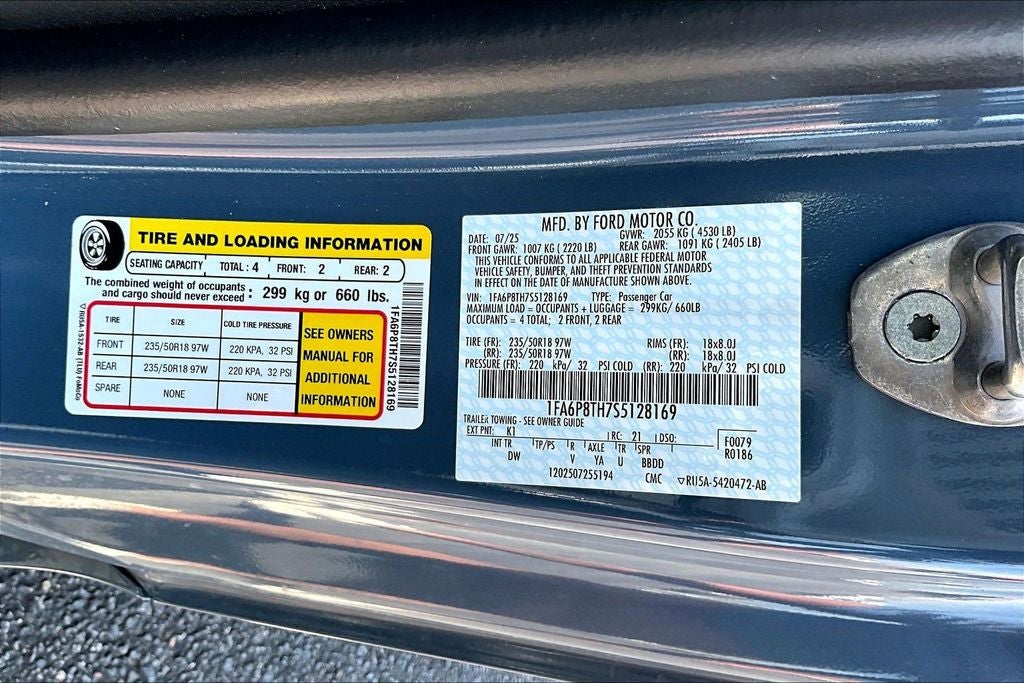 TIRE AND LOADING INFORMATION
SEATING CAPACITY TOTAL : 4 FRONT: 2 REAR: 2
The combined weight of occupants and cargo should never exceed : 299 kg or 660 lbs.
TIRE SIZE COLD TIRE PRESSURE
FRONT 235/50R18 97W 220 KPA, 32 PSI
REAR 235/50R18 97W 220 KPA, 32 PSI
SPARE NONE NONE
SEE OWNERS
MANUAL FOR
ADDITIONAL
INFORMATION
RU5A-1532-AB (TL0) FoMoCo
1FA6P8TH7S5128169
MFD. BY FORD MOTOR CO.
DATE: 07/25 GVWR: 2055 KG ( 4530 LB)
FRONT GAWR: 1007 KG ( 2220 LB) REAR GAWR: 1091 KG ( 2405 LB)
THIS VEHICLE CONFORMS TO ALL APPLICABLE FEDERAL MOTOR
VEHICLE SAFETY, BUMPER, AND THEFT PREVENTION STANDARDS
IN EFFECT ON THE DATE OF MANUFACTURE SHOWN ABOVE.
VIN: 1FA6P8TH7S5128169 TYPE: Passenger Car
MAXIMUM LOAD = OCCUPANTS + LUGGAGE = 299KG/ 660LB
OCCUPANTS = 4 TOTAL; 2 FRONT, 2 REAR
TIRE (FR): 235/50R18 97W RIMS (FR): 18x8.0J
(RR): 235/50R18 97W (RR): 18x8.0J
PRESSURE (FR): 220 kPa/ 32 PSI COLD (RR): 220 kPa/ 32 PSI COLD
1FA6P8TH7S5128169
TRAILER TOWING - SEE OWNER GUIDE
EXT PNT: K1 RC: 21 DSO: F0079
INT TR TP/PS R AXLE TR SPR R0186
DW V YA U BBDD
1202507255194 CMC RU5A-5420472-AB